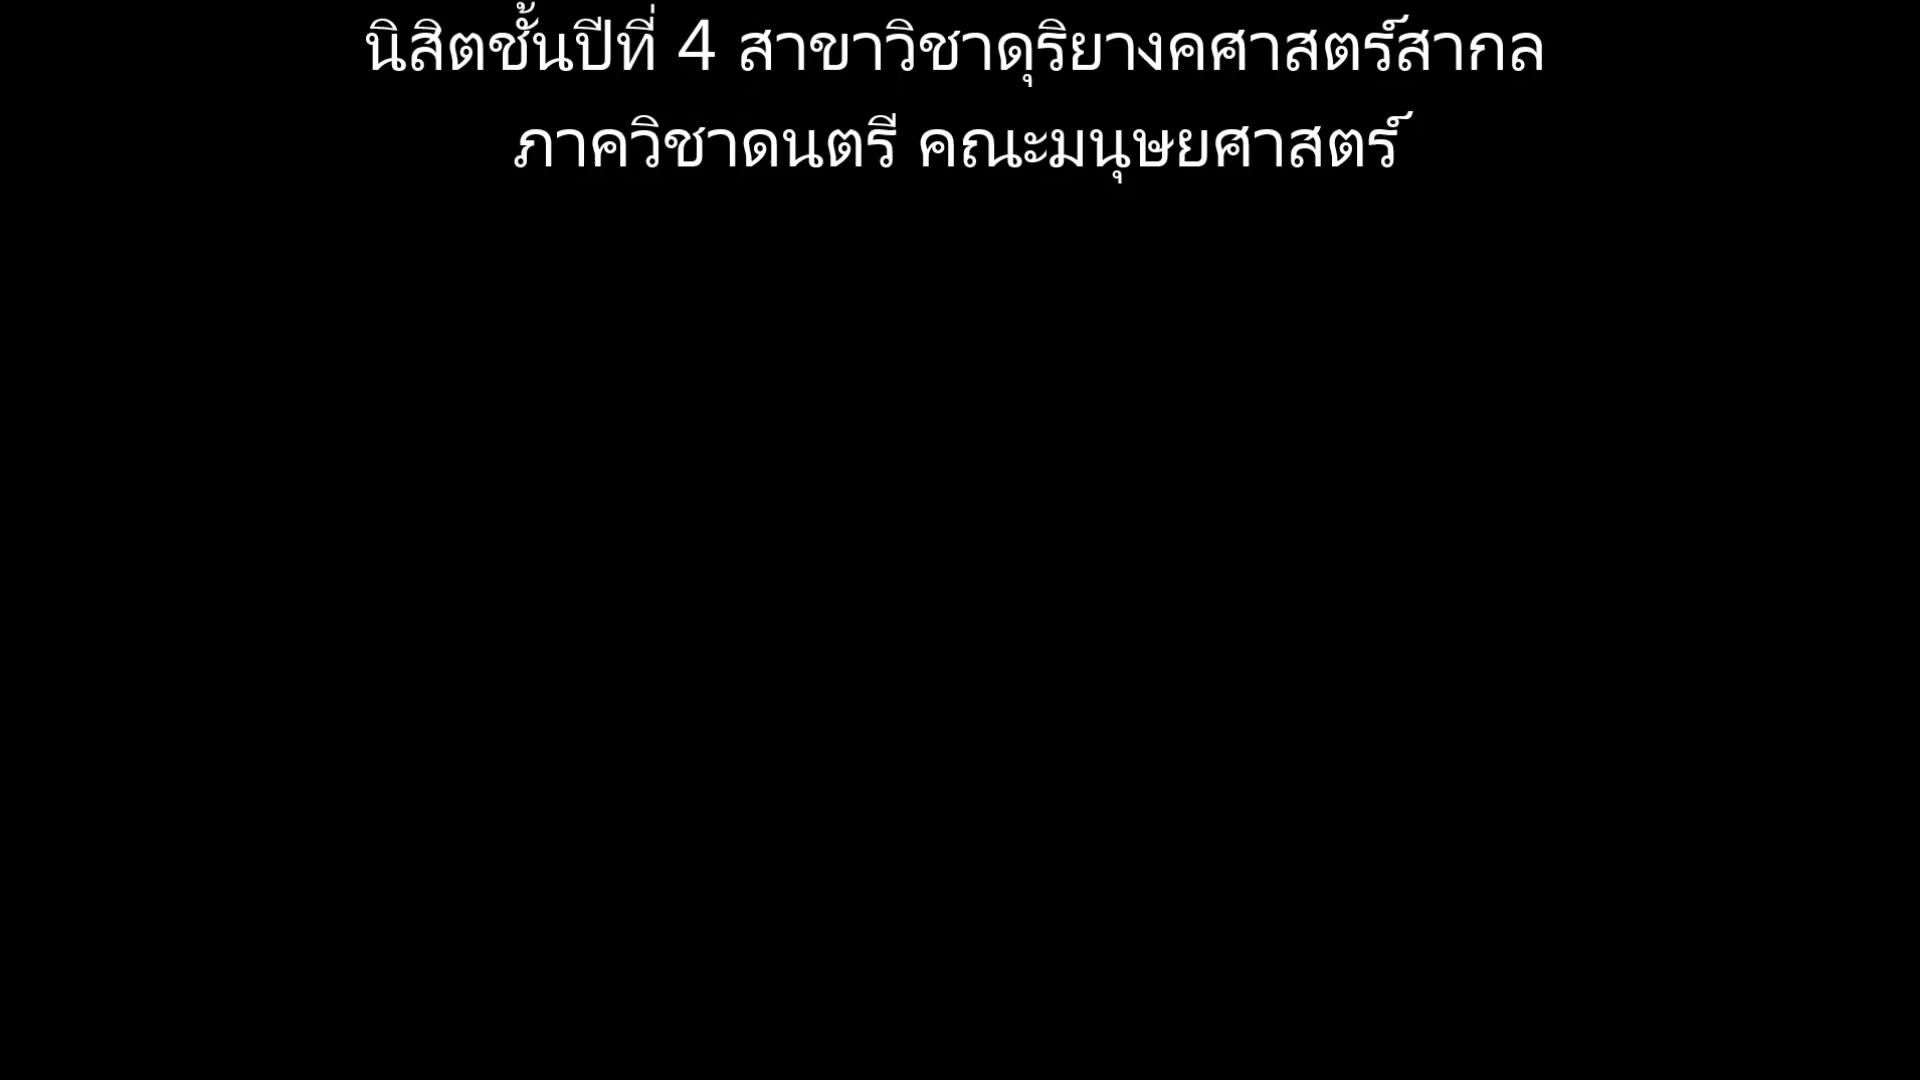 นิสิตชั้นปีที่ 4 สาขาวิชาดุริยางคศาสตร์สากล
ภาควิชาดนตรี คณะมนุษยศาสตร์